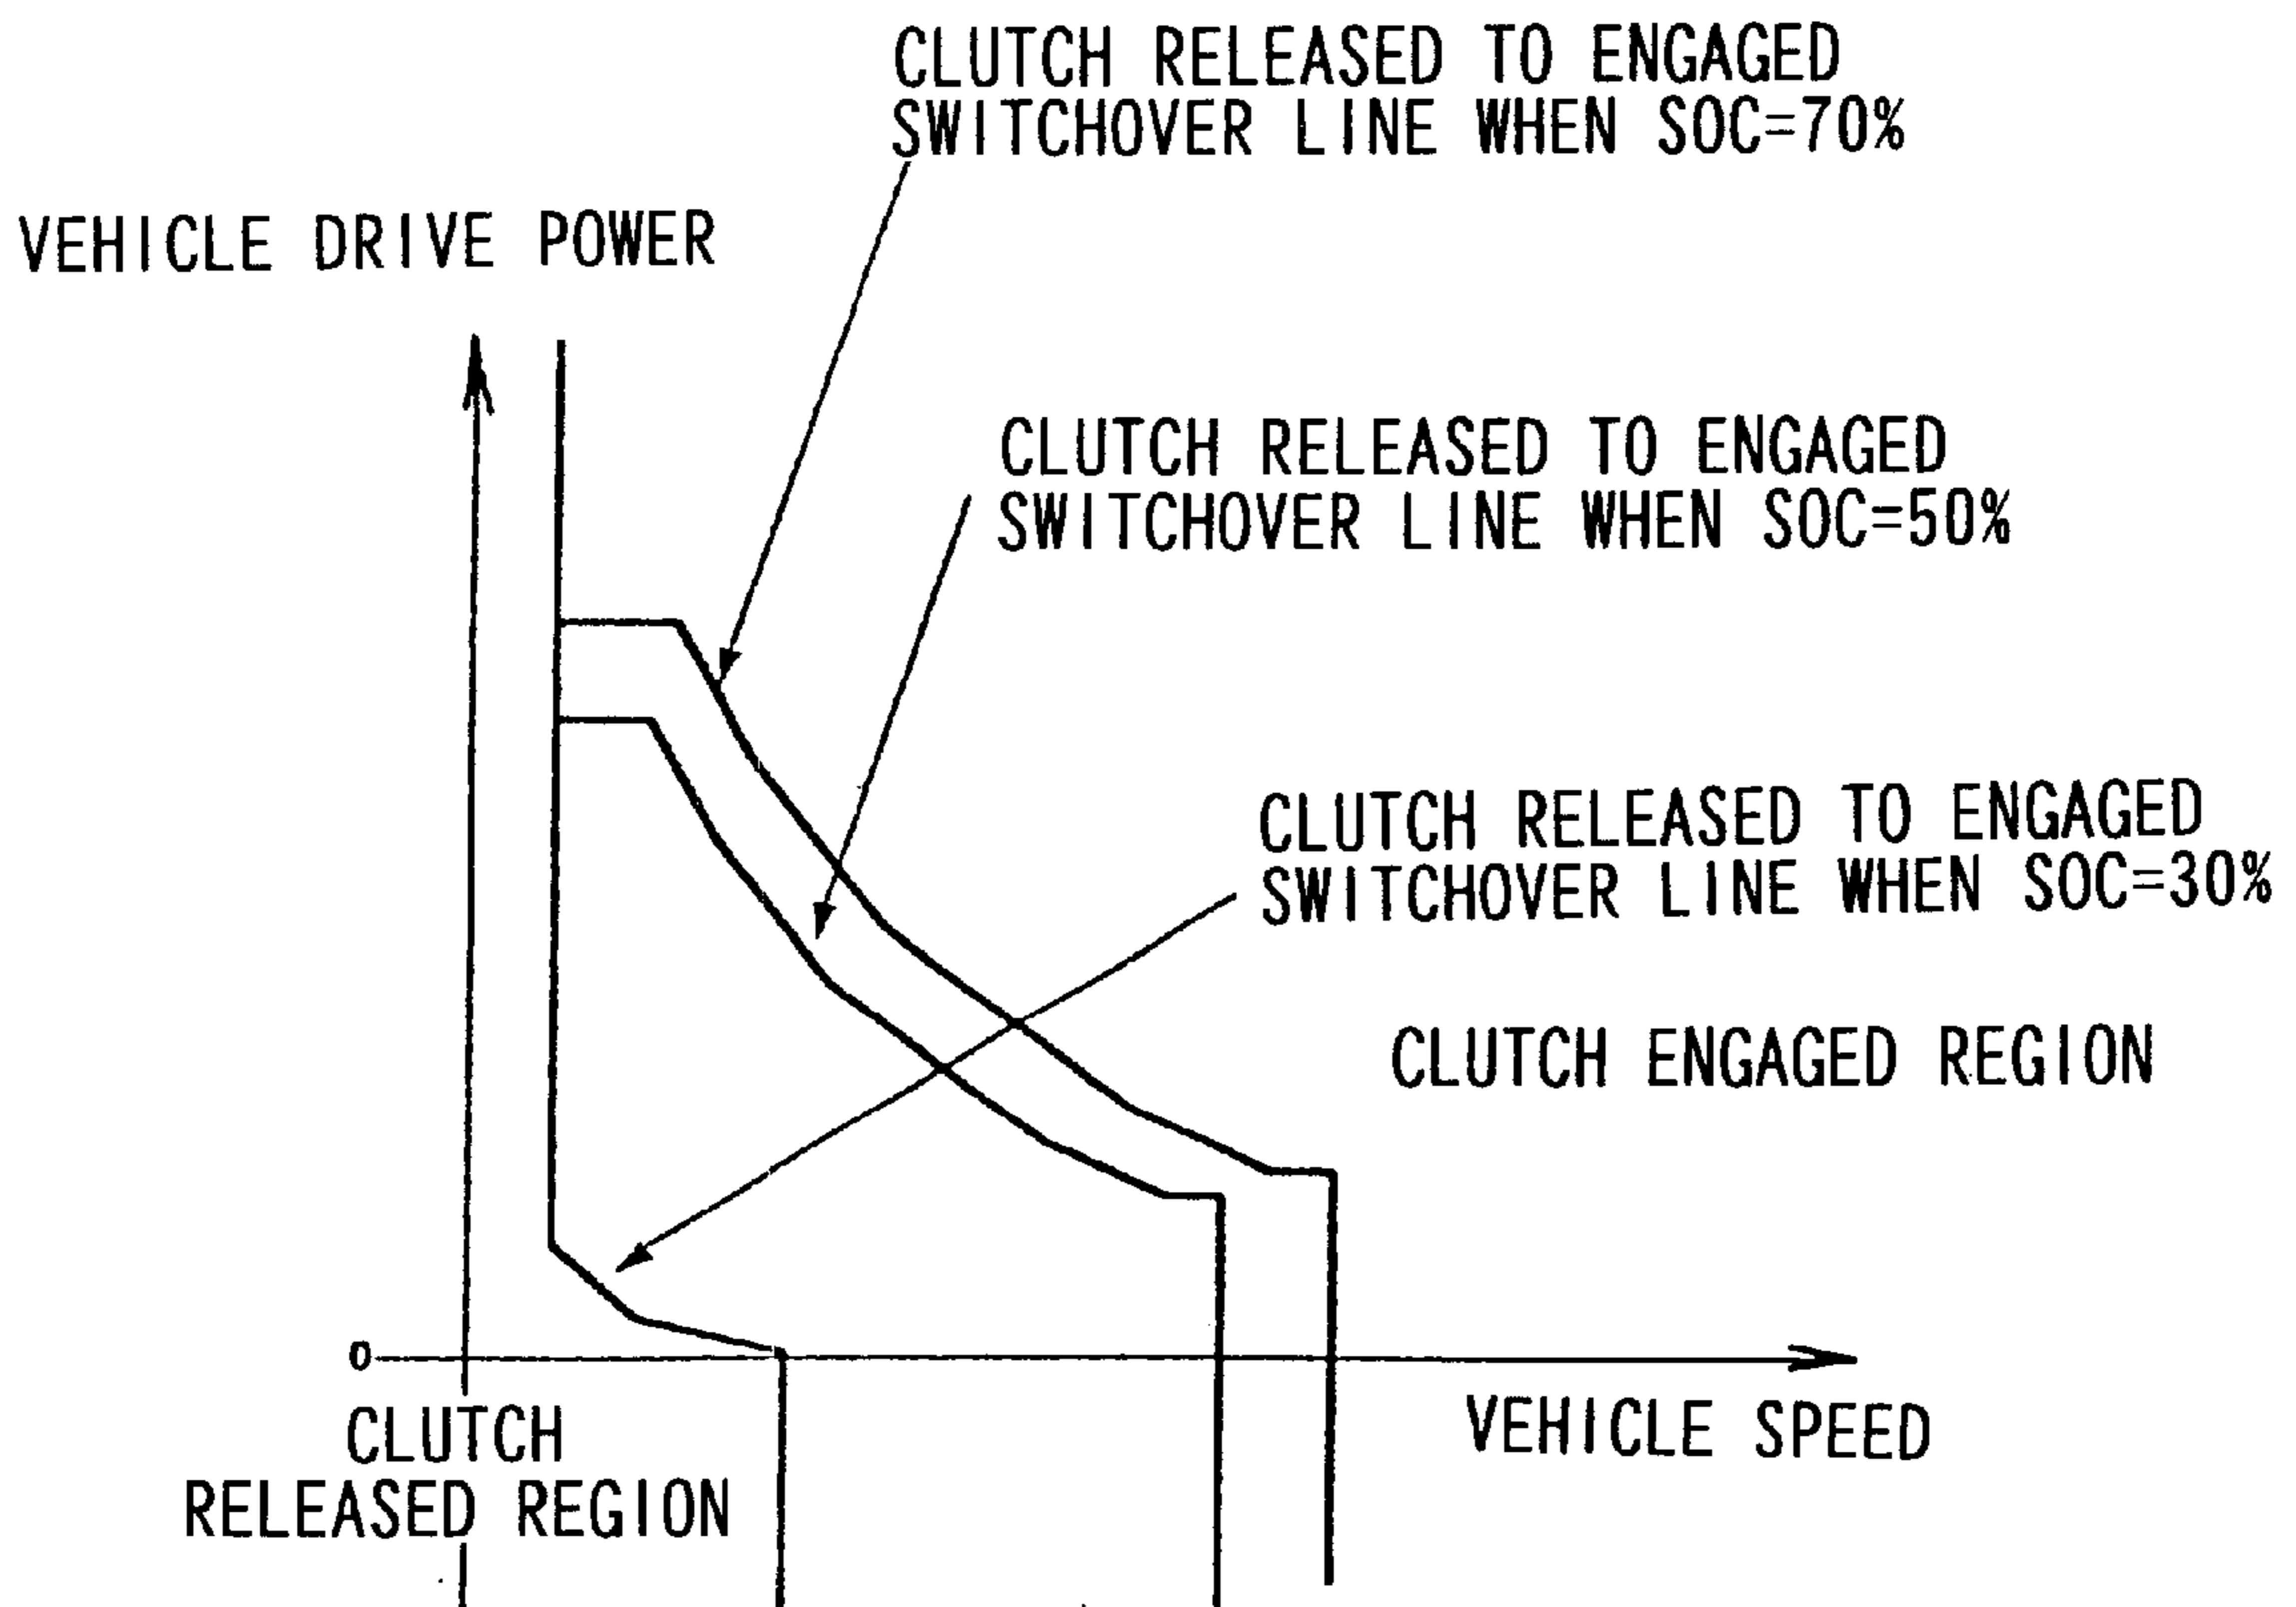 CLUTCH RELEASED TO ENGAGED
SWITCHOVER LINE WHEN SOC=70%
VEHICLE DRIVE POWER
CLUTCH RELEASED TO ENGAGED
SWITCHOVER LINE WHEN SOC=50%
CLUTCH RELEASED TO ENGAGED
SWITCHOVER LINE WHEN SOC=30%
CLUTCH ENGAGED REGION
0
CLUTCH
RELEASED REGION
VEHICLE SPEED